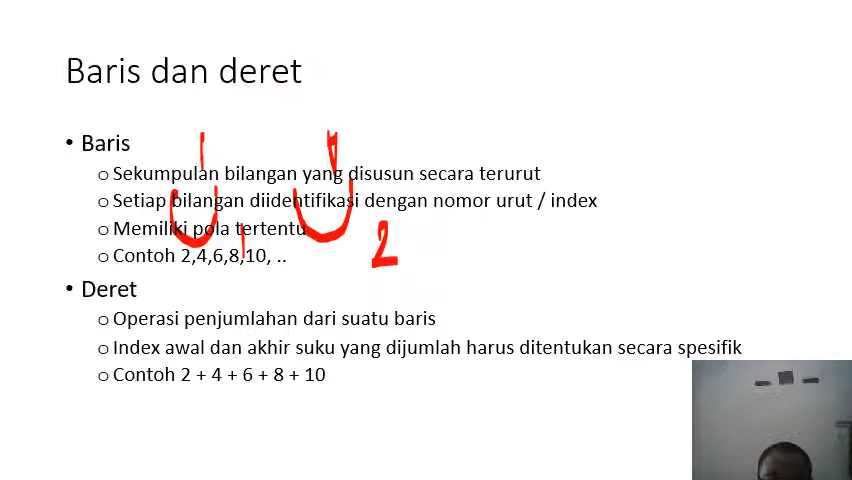 Baris dan deret
• Baris
o Sekumpulan bilangan yang disusun secara terurut
o Setiap bilangan diidentifikasi dengan nomor urut / index
o Memiliki pola tertentu
o Contoh 2,4,6,8,10, ..
2
• Deret
o Operasi penjumlahan dari suatu baris
o Index awal dan akhir suku yang dijumlah harus ditentukan secara spesifik
o Contoh 2 + 4 + 6 + 8 + 10